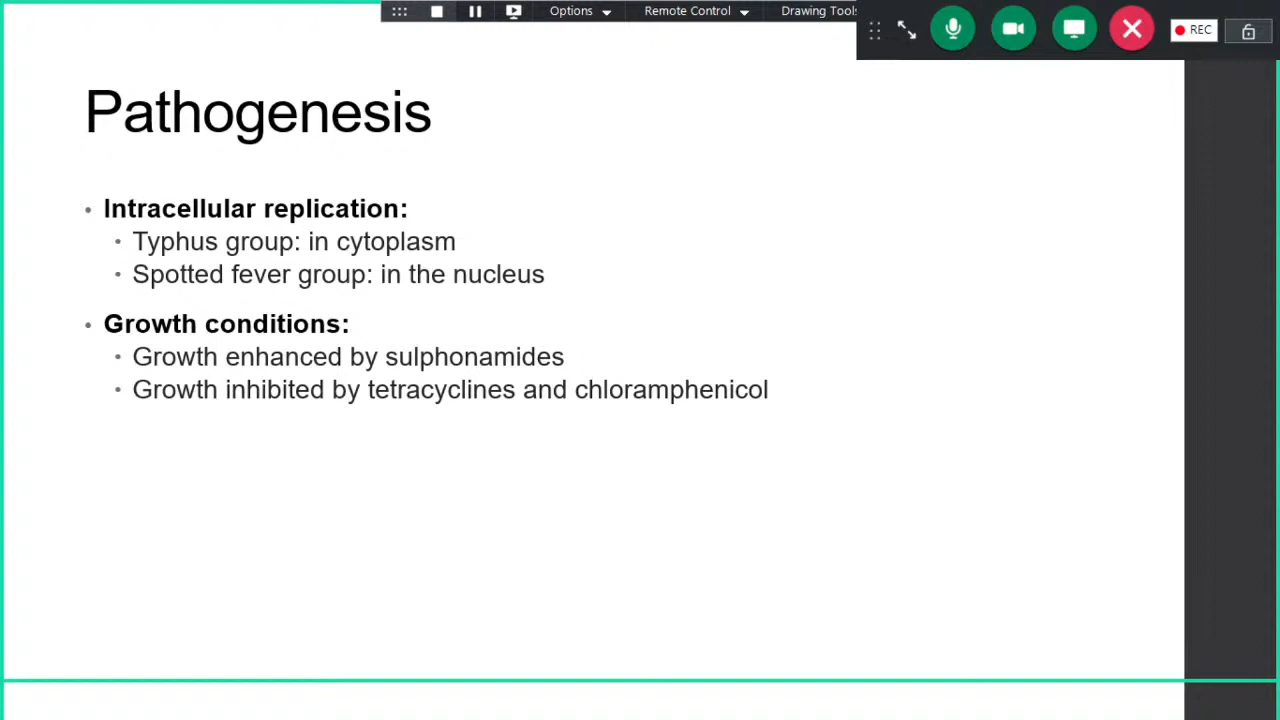 Options
Remote Control
Drawing Tools
REC
Pathogenesis
Intracellular replication:
Typhus group: in cytoplasm
Spotted fever group: in the nucleus
Growth conditions:
Growth enhanced by sulphonamides
Growth inhibited by tetracyclines and chloramphenicol